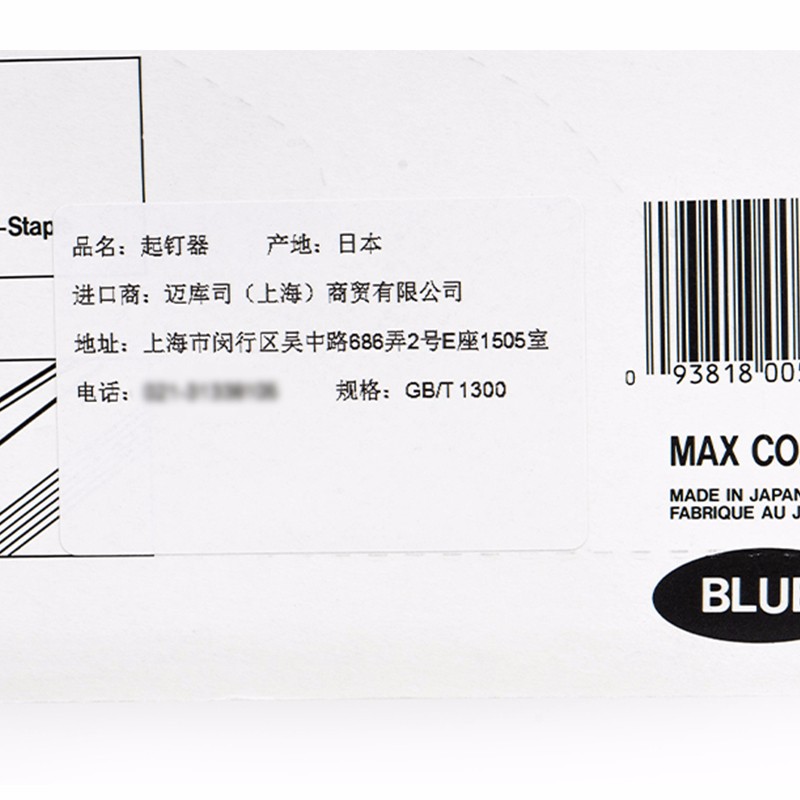 -Stap
品名：起钉器 产地：日本
进口商：迈库司（上海）商贸有限公司
地址：上海市闵行区吴中路686弄2号E座1505室
电话： 规格：GB/T 1300
0 93818 00
MAX CO
MADE IN JAPAN
FABRIQUE AU J
BLU